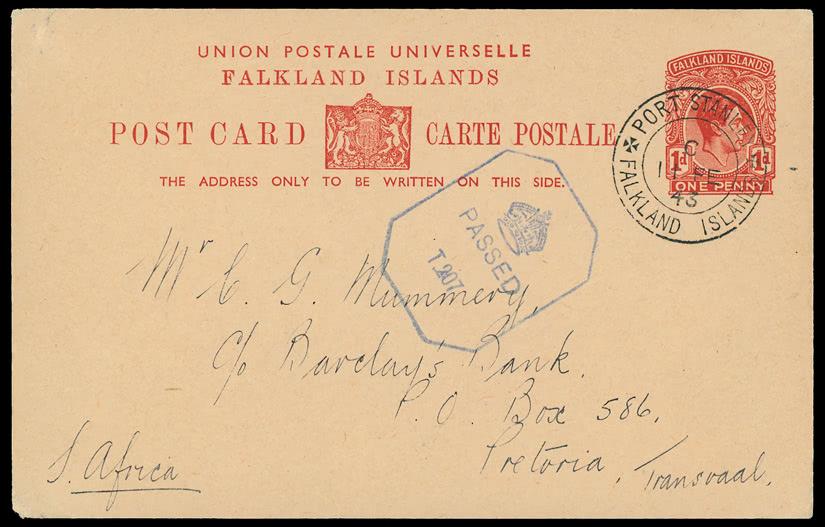 UNION POSTALE UNIVERSELLE
FALKLAND ISLANDS
POST CARD CARTE POSTALE
THE ADDRESS ONLY TO BE WRITTEN ON THIS SIDE.
FALKLAND ISLANDS
1d 1d
ONE PENNY
PORT STANLEY
C
11 FE
43
FALKLAND ISLANDS
PASSED
T.207
Mr C. G. Mummery,
c/o Barclay's Bank.
P.O. Box 586,
Pretoria,
Transvaal.
S. Africa